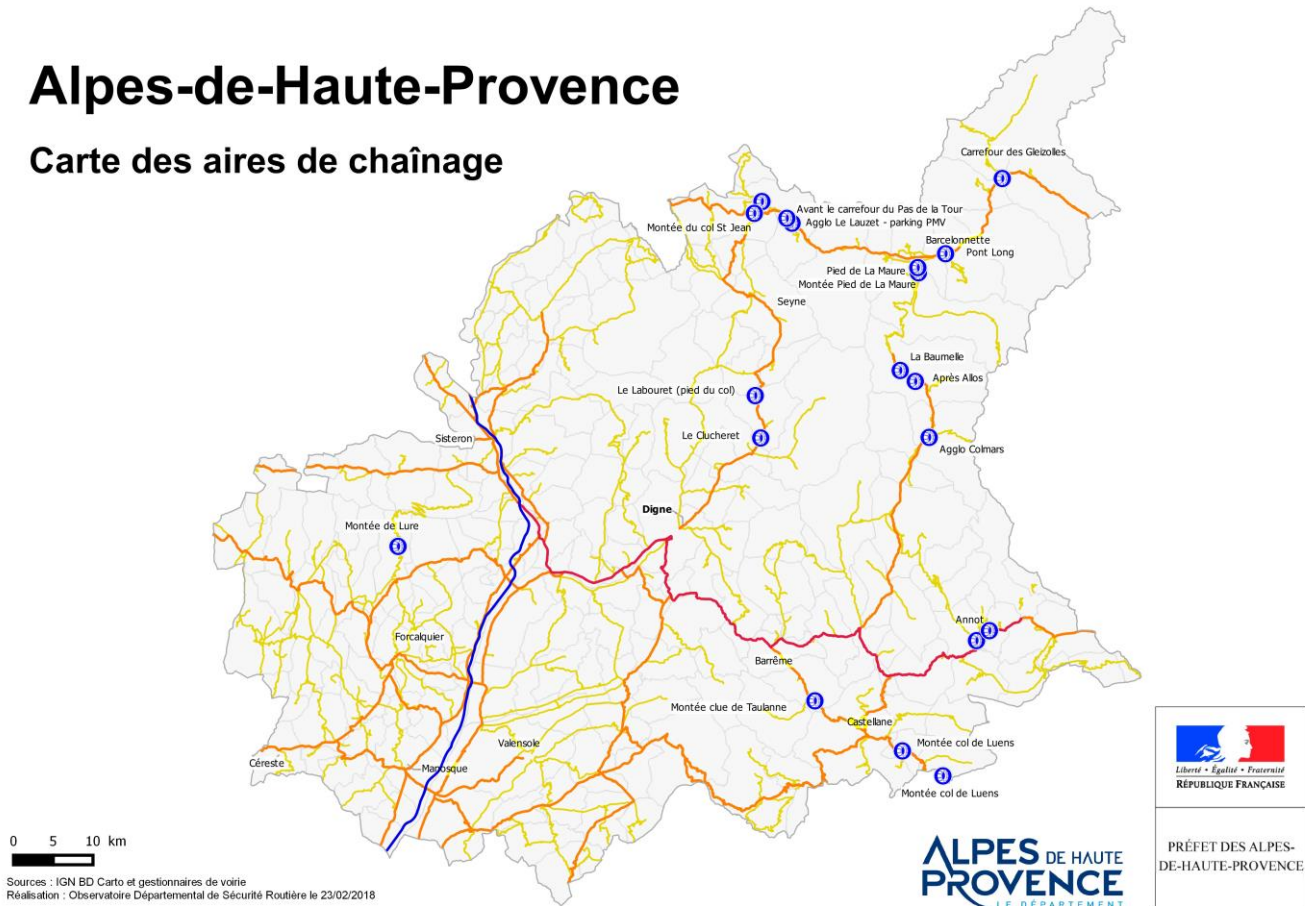 Alpes-de-Haute-Provence
Carte des aires de chaînage
Carrefour des Gleizolles
Avant le carrefour du Pas de la Tour
Agglo Le Lauzet - parking PMV
Montée du col St Jean
Barcelonnette
Pont Long
Pied de La Maure
Montée Pied de La Maure
Seyne
La Baumelle
Après Allos
Le Labouret (pied du col)
Le Clucheret
Agglo Colmars
Sisteron
Digne
Montée de Lure
Annot
Forcalquier
Barrême
Montée clue de Taulanne
Castellane
Valensole
Montée col de Luens
Céreste
Manosque
Montée col de Luens
0 5 10 km
Sources : IGN BD Carto et gestionnaires de voirie
Réalisation : Observatoire Départemental de Sécurité Routière le 23/02/2018
ALPES DE HAUTE
PROVENCE
LE DÉPARTEMENT
Liberté • Égalité • Fraternité
RÉPUBLIQUE FRANÇAISE
PRÉFET DES ALPES-
DE-HAUTE-PROVENCE